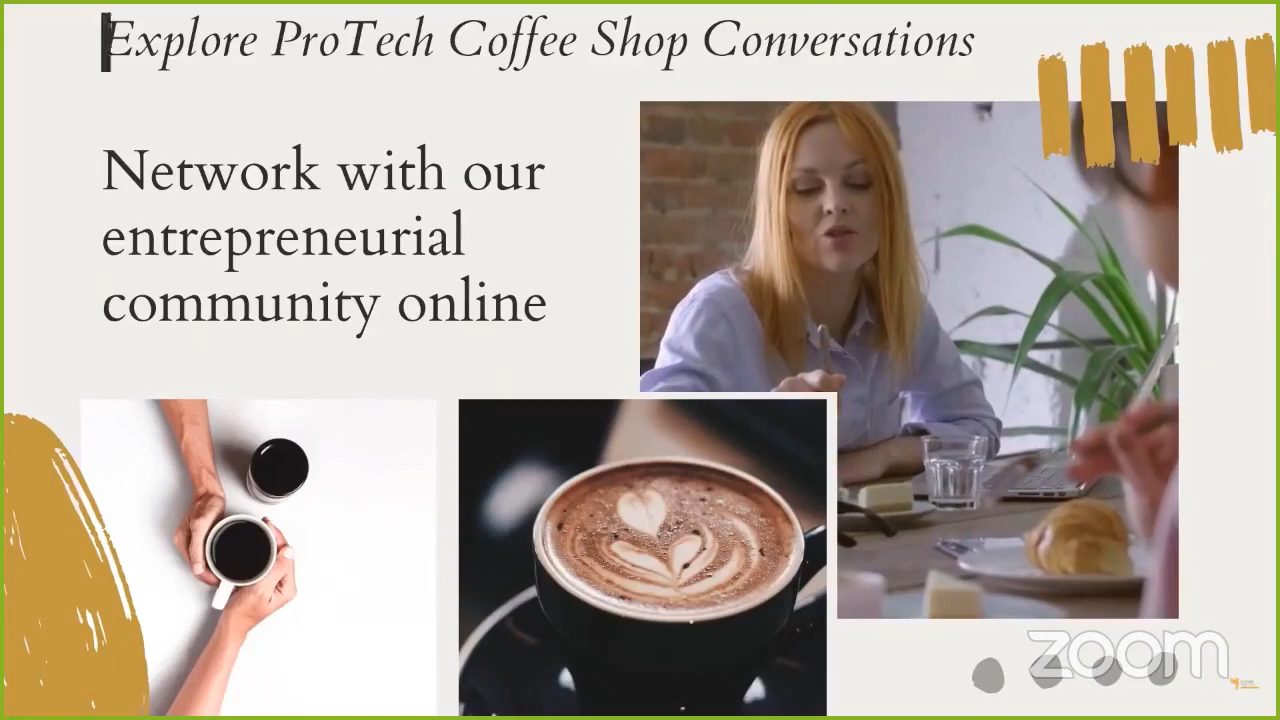 Explore ProTech Coffee Shop Conversations
Network with our
entrepreneurial
community online
zoom